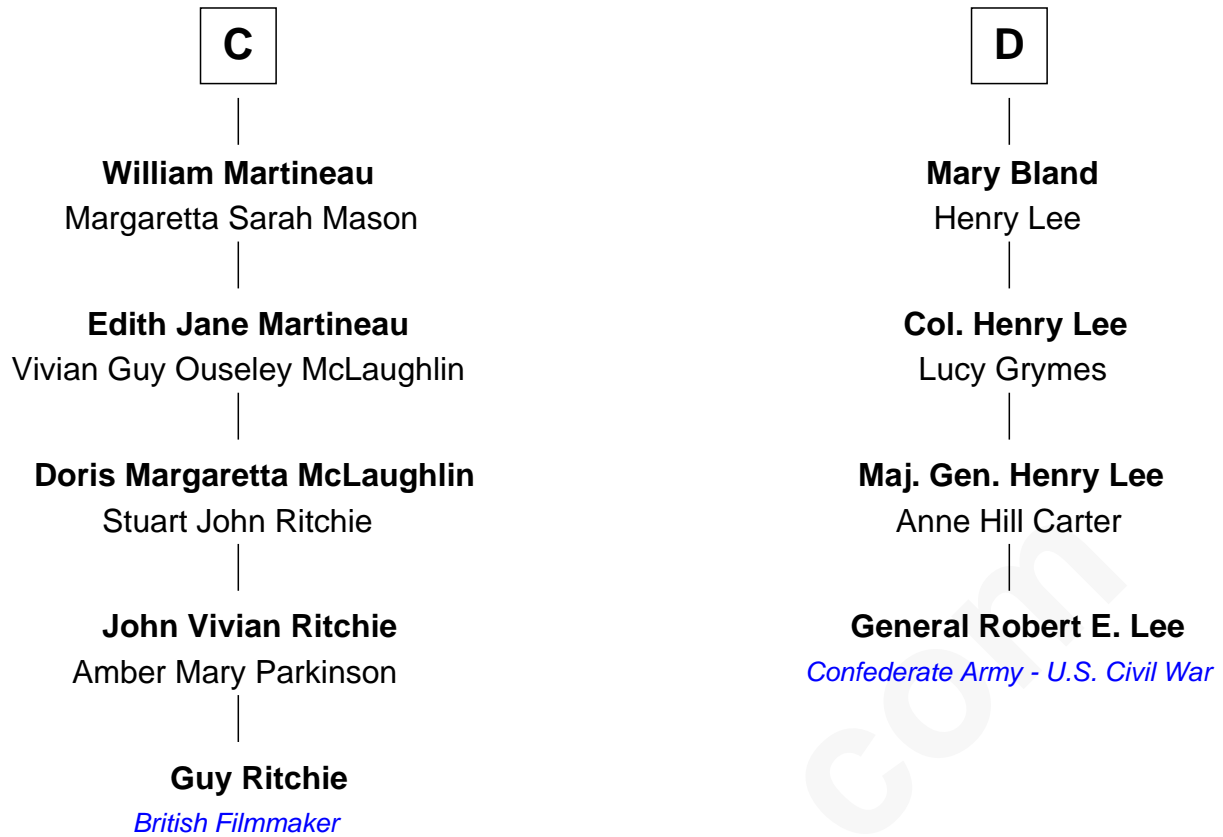 C
William Martineau
Margaretta Sarah Mason
Edith Jane Martineau
Vivian Guy Ouseley McLaughlin
Doris Margaretta McLaughlin
Stuart John Ritchie
John Vivian Ritchie
Amber Mary Parkinson
Guy Ritchie
British Filmmaker
D
Mary Bland
Henry Lee
Col. Henry Lee
Lucy Grymes
Maj. Gen. Henry Lee
Anne Hill Carter
General Robert E. Lee
Confederate Army - U.S. Civil War
com